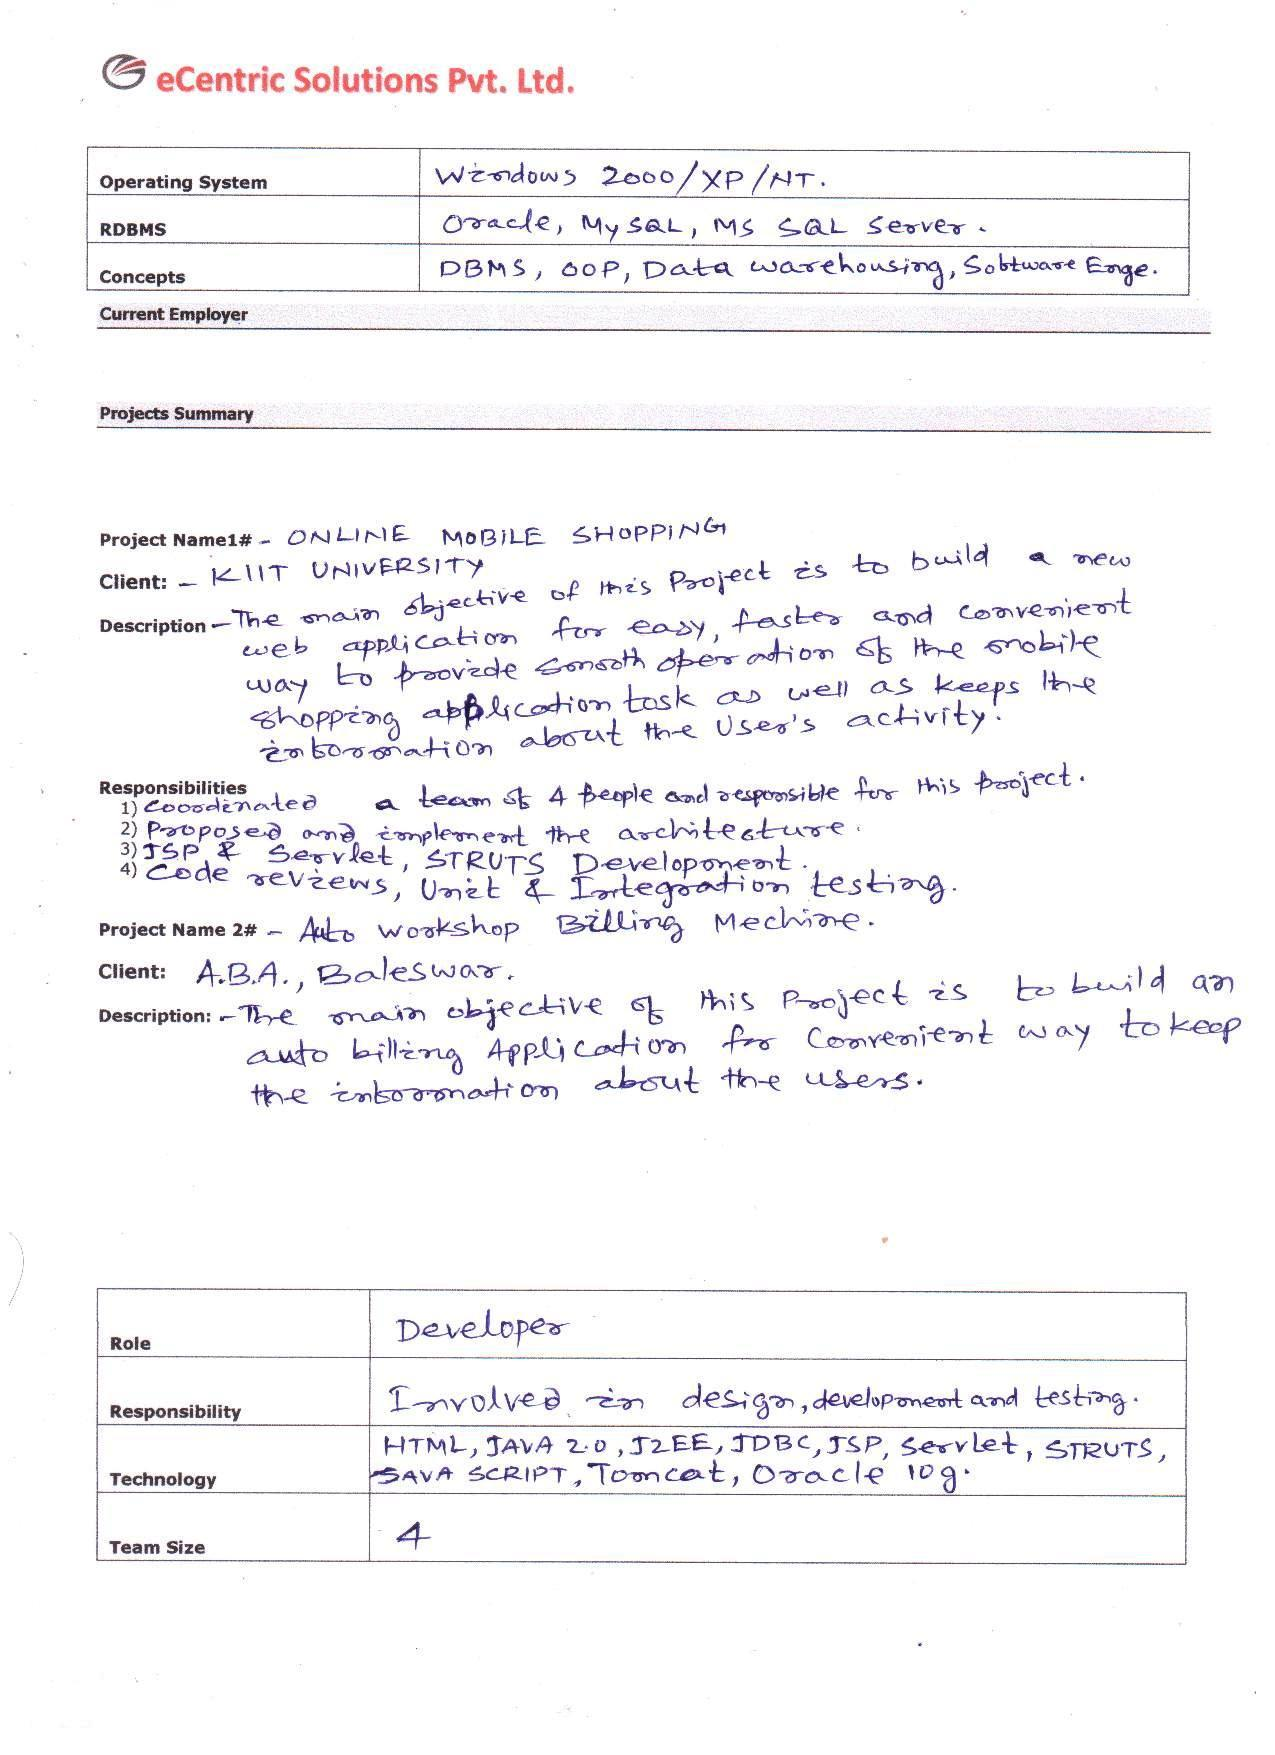 eCentric Solutions Pvt. Ltd.
Operating System Windows 2000/XP/NT.
RDBMS Oracle, MySQL, MS SQL Server.
Concepts DBMS, OOP, Data warehousing, Software Enge.
Current Employer
Projects Summary
Project Name1# - ONLINE MOBILE SHOPPING
Client: - KIIT UNIVERSITY
Description - The main objective of this Project is to build a new
web application for easy, faster and convenient
way to provide smooth operation of the mobile
shopping application task as well as keeps the
information about the User's activity.
Responsibilities
1) Coordinated a team of 4 people and responsible for this project.
2) Proposed and implement the architecture.
3) JSP & Servlet, STRUTS Development.
4) Code reviews, Unit & Integration testing.
Project Name 2# - Auto workshop Billing Mechine.
Client: A.B.A., Baleswar.
Description: - The main objective of this Project is to build an
auto billing Application for Convenient way to keep
the information about the users.
Role Developer
Responsibility Involved in design, development and testing.
Technology HTML, JAVA 2.0, J2EE, JDBC, JSP, Servlet, STRUTS,
JAVA SCRIPT, Tomcat, Oracle 10g.
Team Size 4